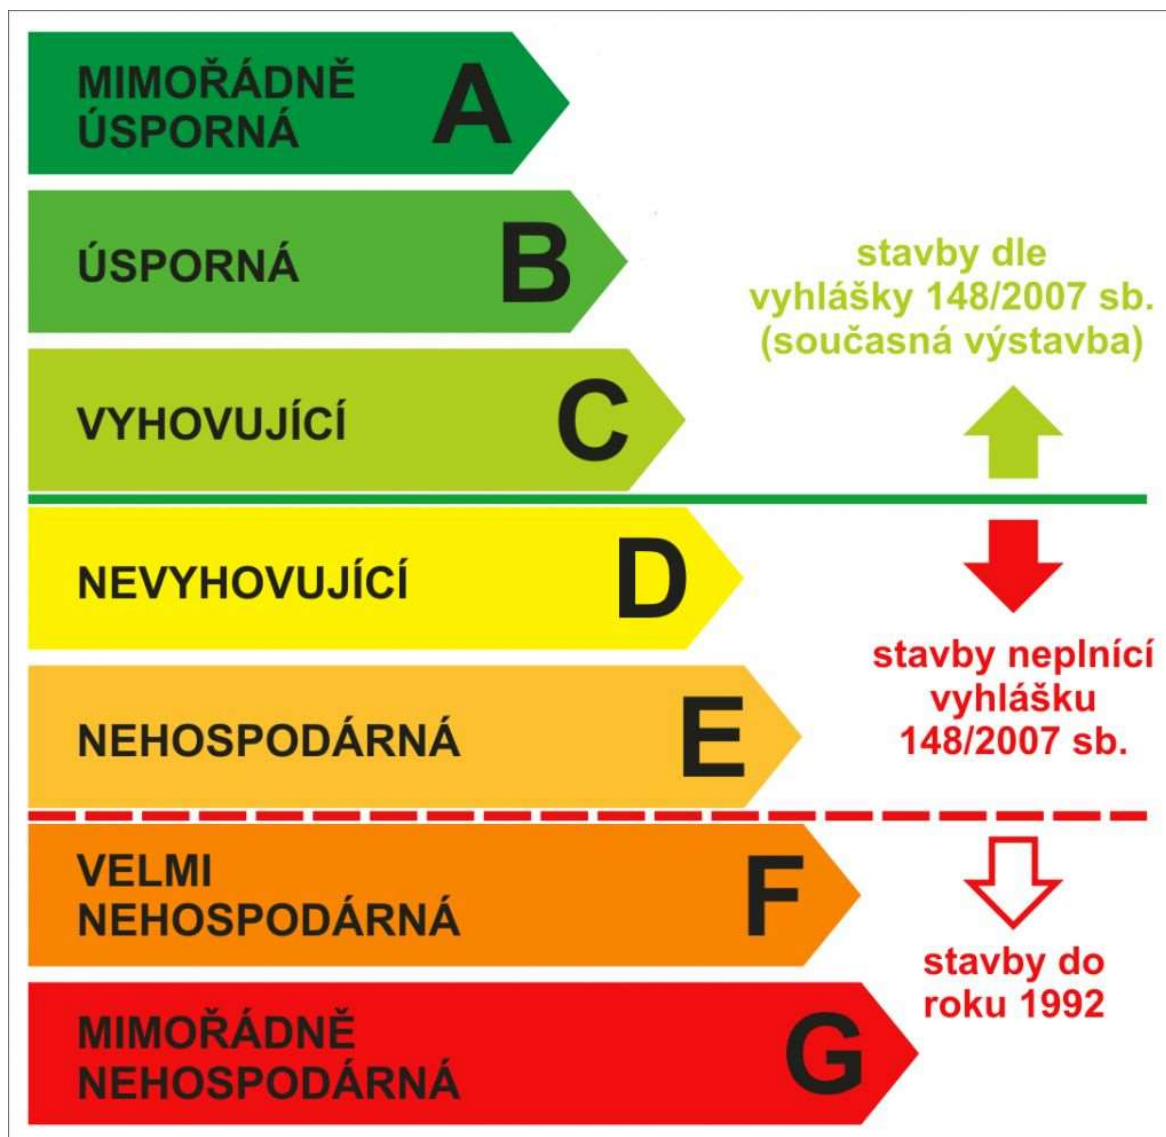 MIMOŘÁDNĚ
ÚSPORNÁ
A
ÚSPORNÁ
B
stavby dle
vyhlášky 148/2007 sb.
(současná výstavba)
VYHOVUJÍCÍ
C
NEVYHOVUJÍCÍ
D
stavby neplnící
vyhlášku
148/2007 sb.
NEHOSPODÁRNÁ
E
VELMI
NEHOSPODÁRNÁ
F
stavby do
roku 1992
MIMOŘÁDNĚ
NEHOSPODÁRNÁ
G